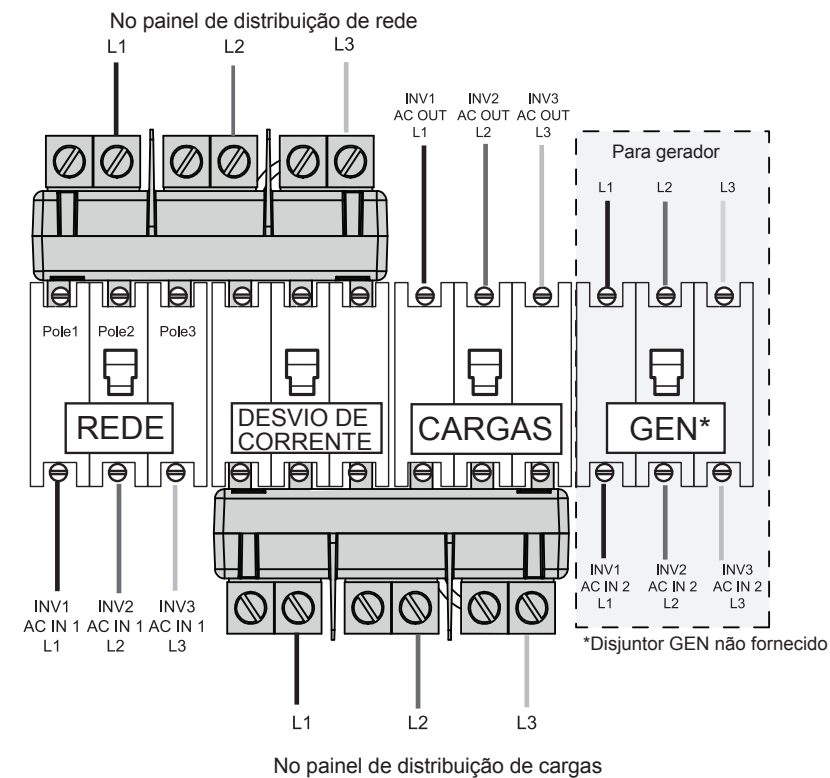 No painel de distribuição de rede
L1 L2 L3
INV1 INV2 INV3
AC OUT AC OUT AC OUT
L1 L2 L3
Para gerador
L1 L2 L3
Pole1 Pole2 Pole3
REDE
DESVIO DE
CORRENTE
CARGAS
GEN*
INV1 INV2 INV3
AC IN 1 AC IN 1 AC IN 1
L1 L2 L3
INV1 INV2 INV3
AC IN 2 AC IN 2 AC IN 2
L1 L2 L3
*Disjuntor GEN não fornecido
L1 L2 L3
No painel de distribuição de cargas